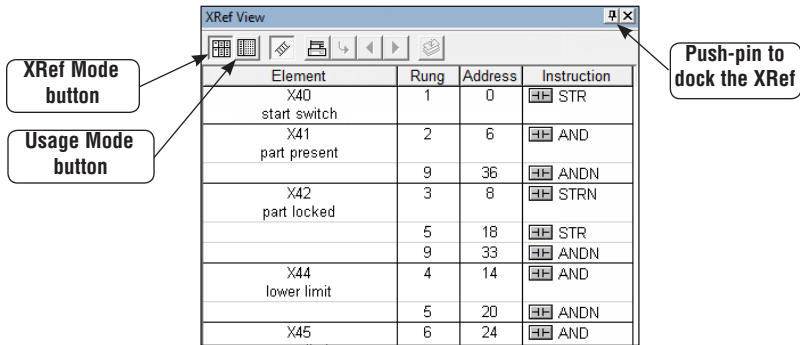 XRef View
XRef Mode
button
Usage Mode
button
Push-pin to
dock the XRef
Element Rung Address Instruction
X40 1 0 STR
start switch
X41 2 6 AND
part present
9 36 ANDN
X42 3 8 STRN
part locked
5 18 STR
9 33 ANDN
X44 4 14 AND
lower limit
5 20 ANDN
X45 6 24 AND